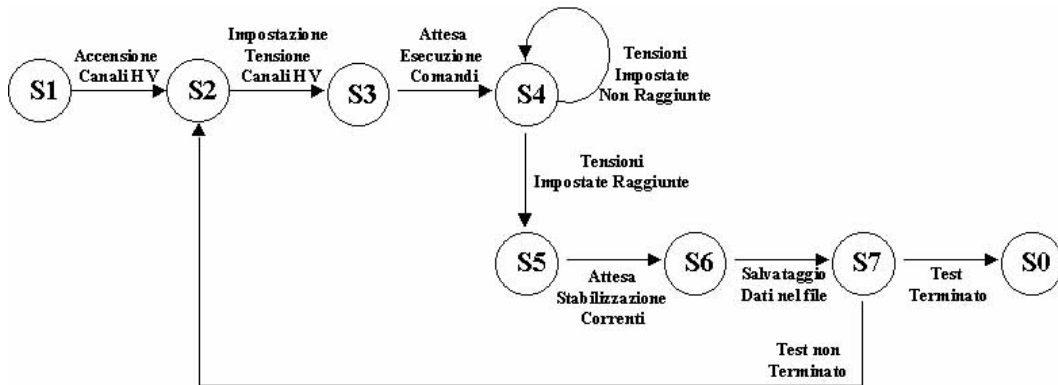 S1
Accensione
Canali HV
S2
Impostazione
Tensione
Canali HV
S3
Attesa
Esecuzione
Comandi
S4
Tensioni
Impostate
Non Raggiunte
Tensioni
Impostate Raggiunte
S5
Attesa
Stabilizzazione
Correnti
S6
Salvataggio
Dati nel file
S7
Test
Terminato
S0
Test non
Terminato